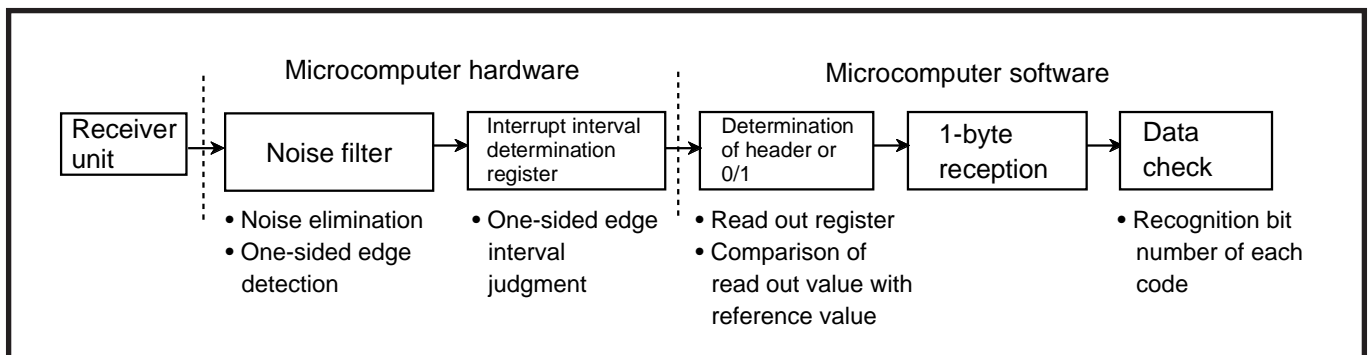 Microcomputer hardware
Microcomputer software
Receiver
unit
Noise filter
Interrupt interval
determination
register
Determination
of header or
0/1
1-byte
reception
Data
check
• Noise elimination
• One-sided edge
detection
• One-sided edge
interval
judgment
• Read out register
• Comparison of
read out value with
reference value
• Recognition bit
number of each
code